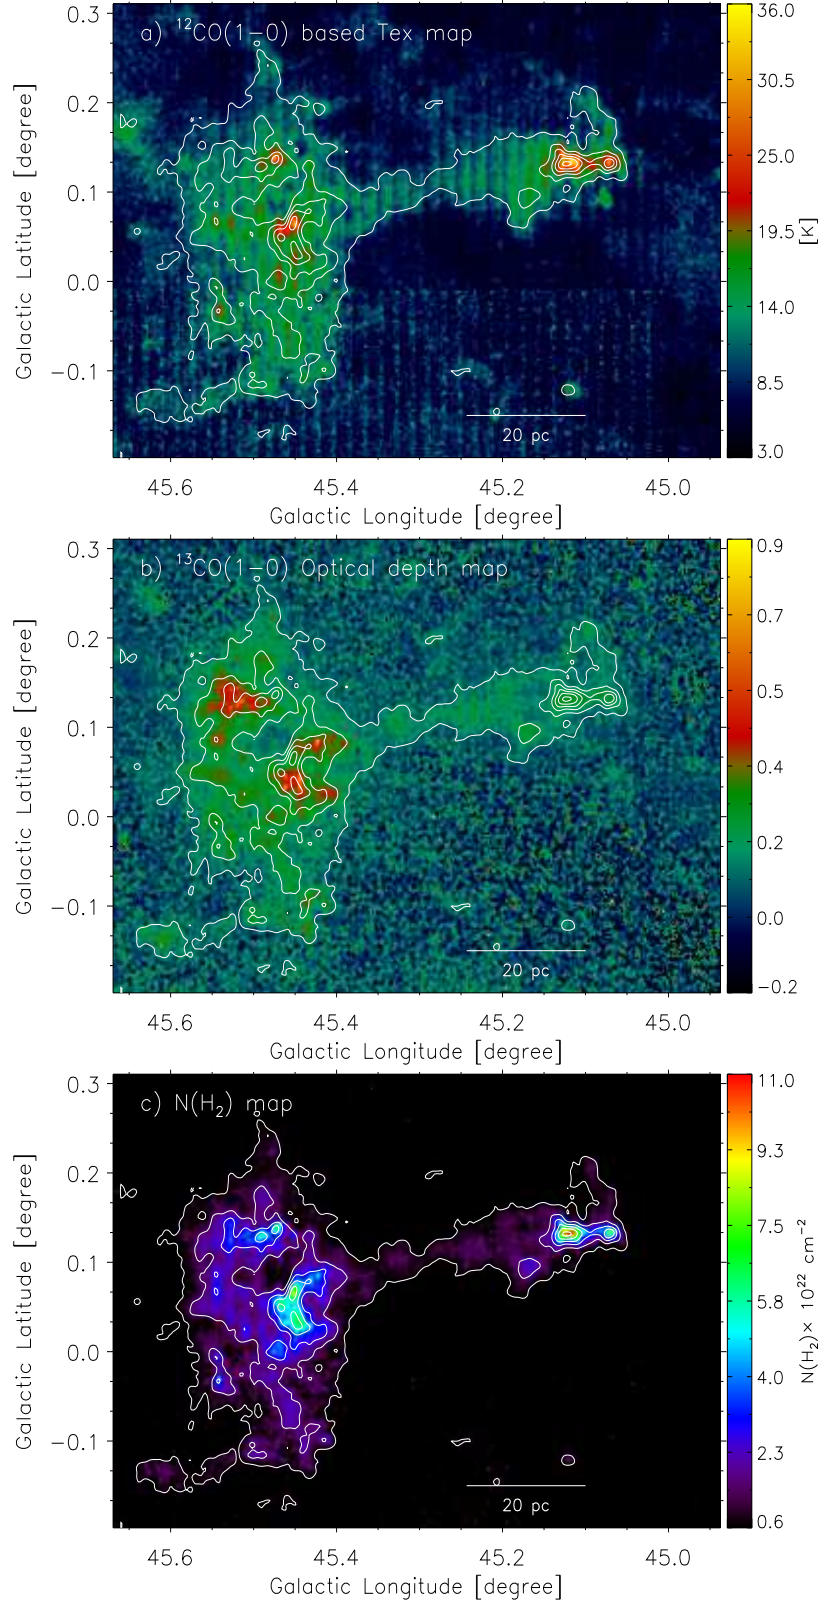 a) ¹²CO(1−0) based Tex map
Galactic Latitude [degree]
0.3
0.2
0.1
0.0
−0.1
20 pc
45.6 45.4 45.2 45.0
Galactic Longitude [degree]
36.0
30.5
25.0
19.5
14.0
8.5
3.0
[K]
b) ¹³CO(1−0) Optical depth map
Galactic Latitude [degree]
0.3
0.2
0.1
0.0
−0.1
20 pc
45.6 45.4 45.2 45.0
Galactic Longitude [degree]
0.9
0.7
0.5
0.4
0.2
0.0
−0.2
c) N(H₂) map
Galactic Latitude [degree]
0.3
0.2
0.1
0.0
−0.1
20 pc
45.6 45.4 45.2 45.0
Galactic Longitude [degree]
11.0
9.3
7.5
5.8
4.0
2.3
0.6
N(H₂)× 10²² cm⁻²